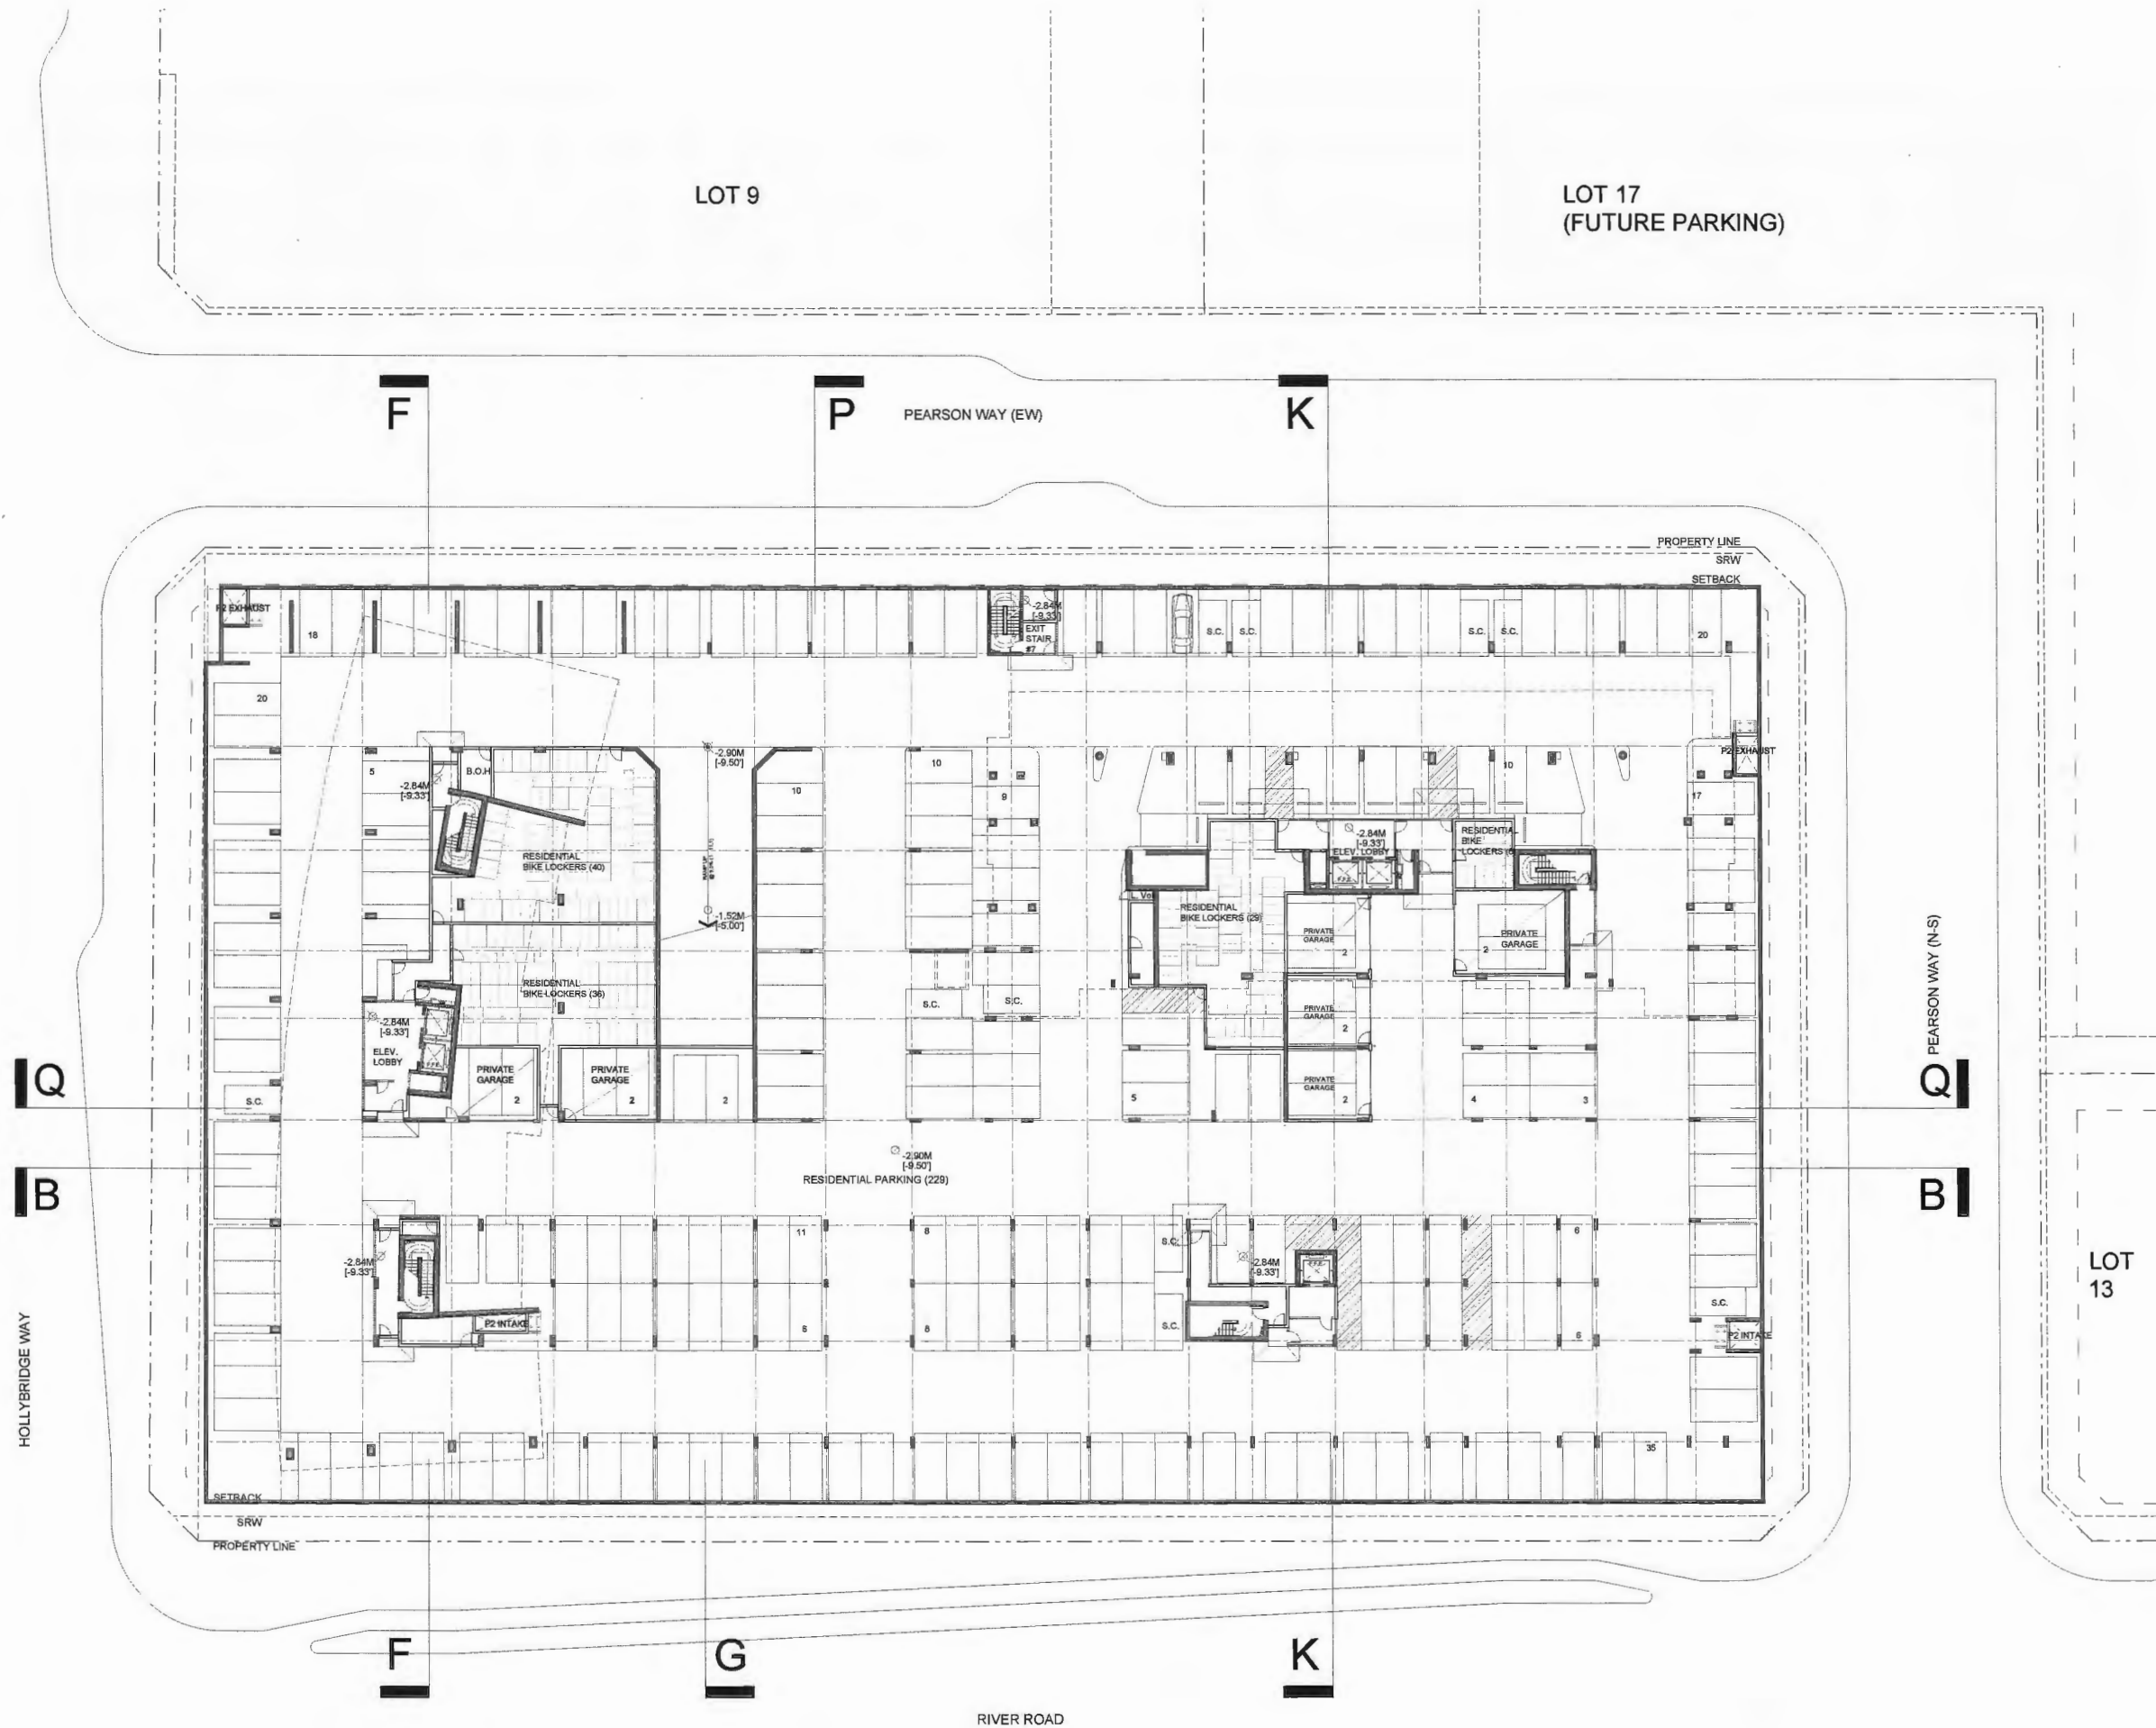 LOT 9
LOT 17
(FUTURE PARKING)
F
P
PEARSON WAY (EW)
K
PROPERTY LINE
SRW
SETBACK
P2 EXHAUST
18
-2.84M
[-9.33']
EXIT
STAIR
#7
S.C.
S.C.
S.C.
S.C.
20
20
5
B.O.H
-2.84M
[-9.33']
-2.90M
[-9.50']
10
10
9
10
P2 EXHAUST
17
RESIDENTIAL
BIKE LOCKERS (40)
-2.84M
[-9.33']
ELEV. LOBBY
RESIDENTIAL
BIKE
LOCKERS
-1.52M
[-5.00']
RESIDENTIAL
BIKE LOCKERS (29)
PRIVATE
GARAGE
2
PRIVATE
GARAGE
2
PEARSON WAY (N-S)
RESIDENTIAL
BIKE LOCKERS (36)
S.C.
S.C.
PRIVATE
GARAGE
2
-2.84M
[-9.33']
ELEV.
LOBBY
PRIVATE
GARAGE
2
PRIVATE
GARAGE
2
2
5
PRIVATE
GARAGE
2
4
3
Q
S.C.
Q
B
-2.90M
[-9.50']
RESIDENTIAL PARKING (229)
B
11
8
S.C.
6
-2.84M
[-9.33']
-2.84M
[-9.33']
LOT
13
S.C.
P2 INTAKE
8
S.C.
6
P2 INTAKE
HOLLYBRIDGE WAY
35
SETBACK
SRW
PROPERTY LINE
F
G
K
RIVER ROAD